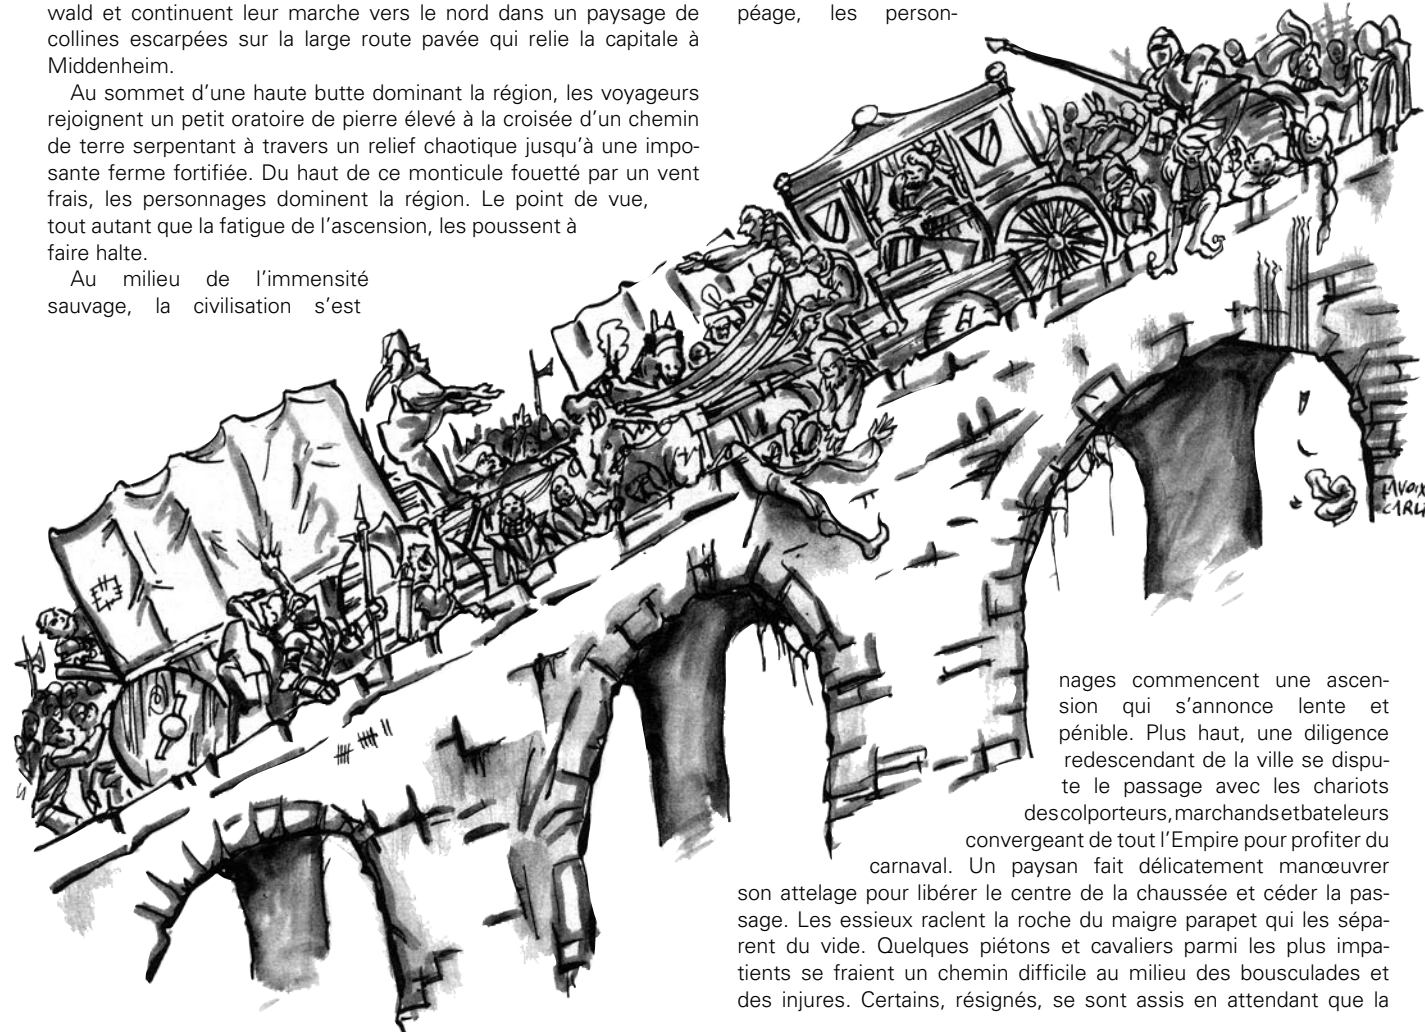 wald et continuent leur marche vers le nord dans un paysage de
collines escarpées sur la large route pavée qui relie la capitale à
Middenheim.
Au sommet d'une haute butte dominant la région, les voyageurs
rejoignent un petit oratoire de pierre élevé à la croisée d'un chemin
de terre serpentant à travers un relief chaotique jusqu'à une impo-
sante ferme fortifiée. Du haut de ce monticule fouetté par un vent
frais, les personnages dominent la région. Le point de vue,
tout autant que la fatigue de l'ascension, les poussent à
faire halte.
Au milieu de l'immensité
sauvage, la civilisation s'est
péage, les person-
nages commencent une ascen-
sion qui s'annonce lente et
pénible. Plus haut, une diligence
redescendant de la ville se dispu-
te le passage avec les chariots
des colporteurs, marchands et bateleurs
convergeant de tout l'Empire pour profiter du
carnaval. Un paysan fait délicatement manœuvrer
son attelage pour libérer le centre de la chaussée et céder la pas-
sage. Les essieux raclent la roche du maigre parapet qui les sépa-
rent du vide. Quelques piétons et cavaliers parmi les plus impa-
tients se fraient un chemin difficile au milieu des bousculades et
des injures. Certains, résignés, se sont assis en attendant que la